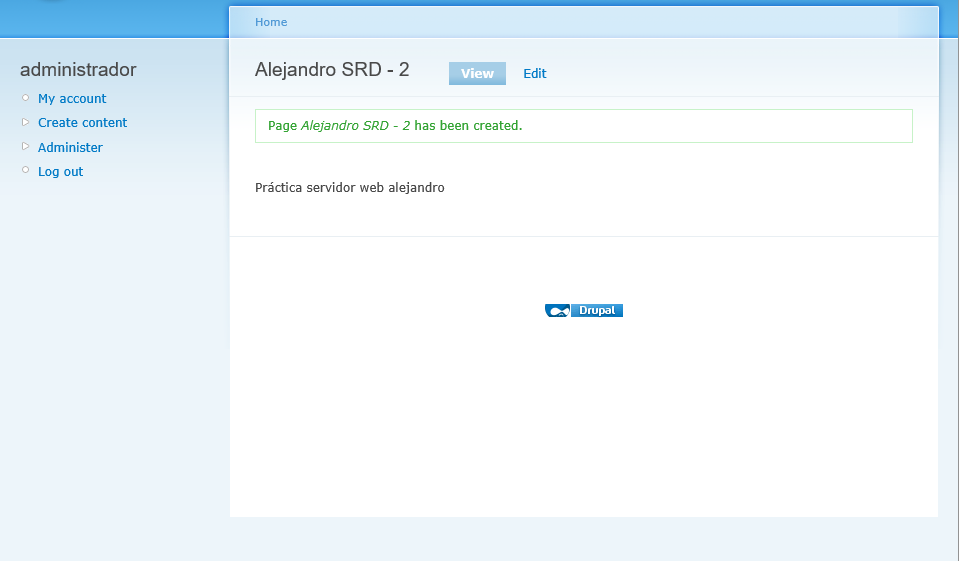 Home
administrador
My account
Create content
Administer
Log out
Alejandro SRD - 2
View
Edit
Page Alejandro SRD - 2 has been created.
Práctica servidor web alejandro
Drupal